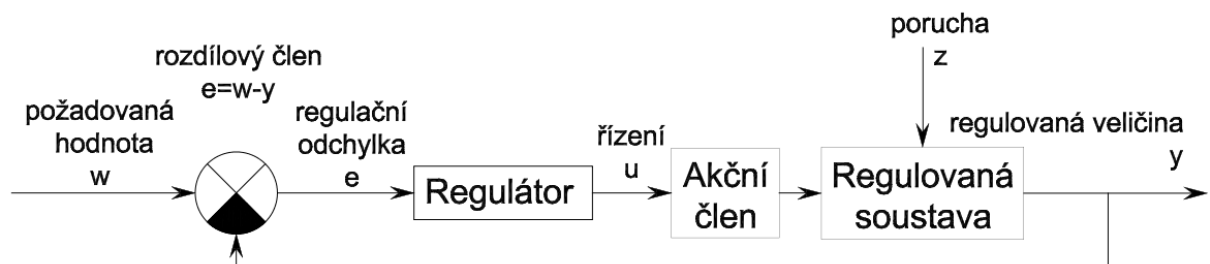 porucha
z
rozdílový člen
e=w-y
požadovaná
hodnota
w
regulační
odchylka
e
řízení
u
regulovaná veličina
y
Regulátor
Akční
člen
Regulovaná
soustava